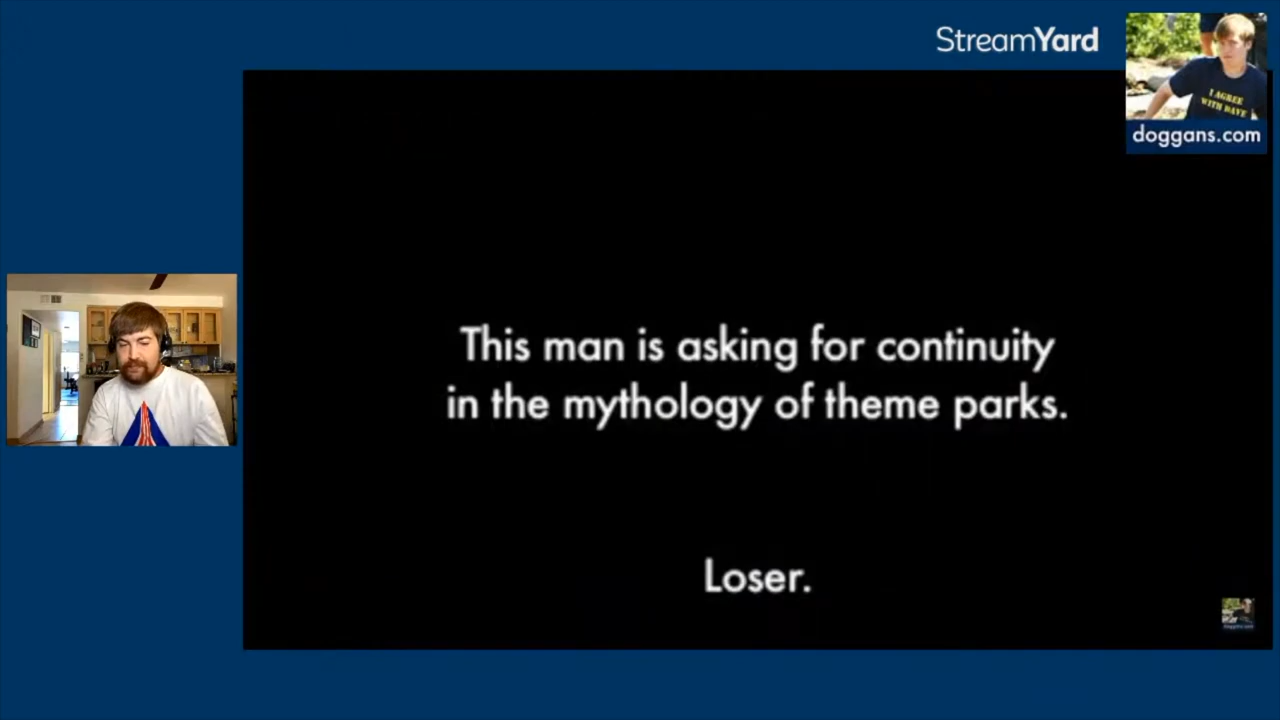 StreamYard
I AGREE
WITH DAVE
doggans.com
This man is asking for continuity
in the mythology of theme parks.
Loser.